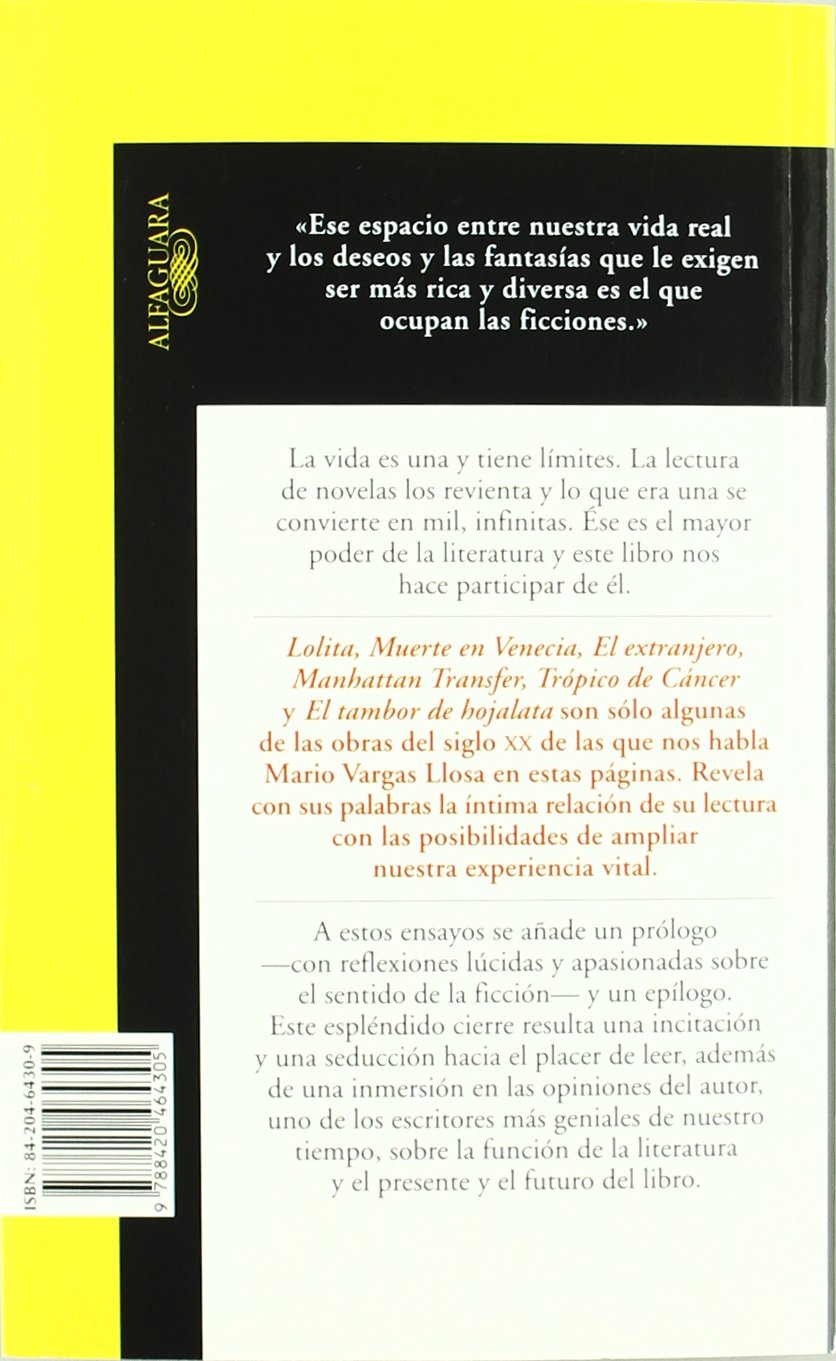 ALFAGUARA
«Ese espacio entre nuestra vida real
y los deseos y las fantasías que le exigen
ser más rica y diversa es el que
ocupan las ficciones.»
La vida es una y tiene límites. La lectura
de novelas los revienta y lo que era una se
convierte en mil, infinitas. Ése es el mayor
poder de la literatura y este libro nos
hace participar de él.
Lolita, Muerte en Venecia, El extranjero,
Manhattan Transfer, Trópico de Cáncer
y El tambor de hojalata son sólo algunas
de las obras del siglo XX de las que nos habla
Mario Vargas Llosa en estas páginas. Revela
con sus palabras la íntima relación de su lectura
con las posibilidades de ampliar
nuestra experiencia vital.
A estos ensayos se añade un prólogo
—con reflexiones lúcidas y apasionadas sobre
el sentido de la ficción— y un epílogo.
Este espléndido cierre resulta una incitación
y una seducción hacia el placer de leer, además
de una inmersión en las opiniones del autor,
uno de los escritores más geniales de nuestro
tiempo, sobre la función de la literatura
y el presente y el futuro del libro.
ISBN: 84-204-6430-9
9 788420 464305